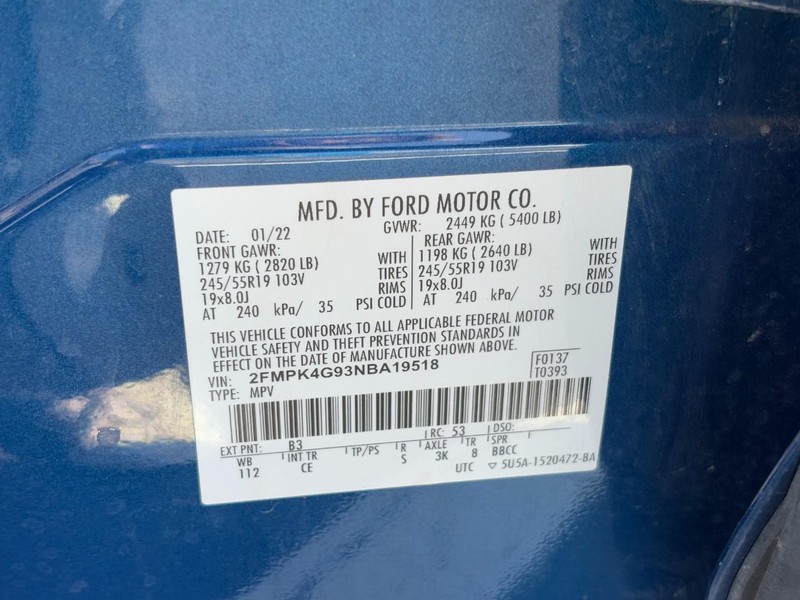 MFD. BY FORD MOTOR CO.
DATE: 01/22 GVWR: 2449 KG ( 5400 LB)
FRONT GAWR: REAR GAWR:
1279 KG ( 2820 LB) WITH 1198 KG ( 2640 LB) WITH
245/55R19 103V TIRES 245/55R19 103V TIRES
19x8.0J RIMS 19x8.0J RIMS
AT 240 kPa/ 35 PSI COLD AT 240 kPa/ 35 PSI COLD
THIS VEHICLE CONFORMS TO ALL APPLICABLE FEDERAL MOTOR
VEHICLE SAFETY AND THEFT PREVENTION STANDARDS IN
EFFECT ON THE DATE OF MANUFACTURE SHOWN ABOVE.
VIN: 2FMPK4G93NBA19518 F0137
TYPE: MPV T0393
EXT PNT: B3 RC: 53 DSO:
WB INT TR TP/PS R AXLE TR SPR
112 CE S 3K 8 BBCC
UTC ▽ 5U5A-1520472-BA